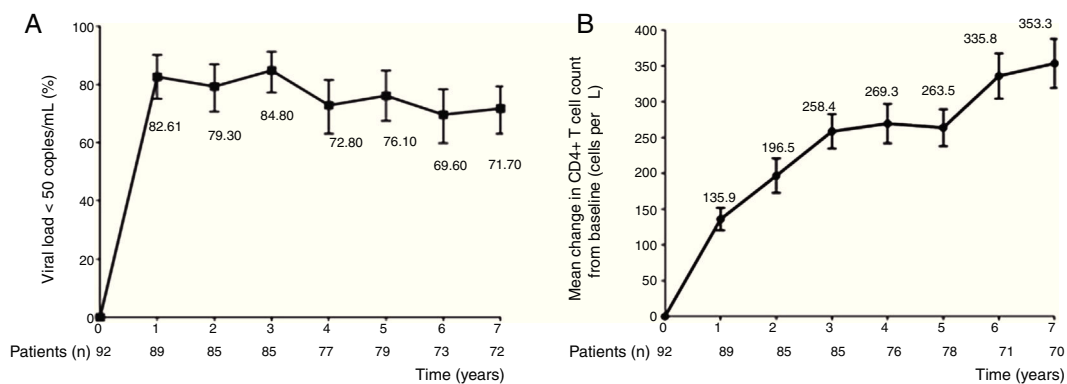 A
Viral load < 50 coples/mL (%)
100
80
60
40
20
0
82.61
79.30
84.80
72.80
76.10
69.60
71.70
0 1 2 3 4 5 6 7
Patients (n) 92 89 85 85 77 79 73 72
Time (years)
B
Mean change in CD4+ T cell count
from baseline (cells per L)
400
350
300
250
200
150
100
50
0
135.9
196.5
258.4
269.3
263.5
335.8
353.3
0 1 2 3 4 5 6 7
Patients (n) 92 89 85 85 76 78 71 70
Time (years)